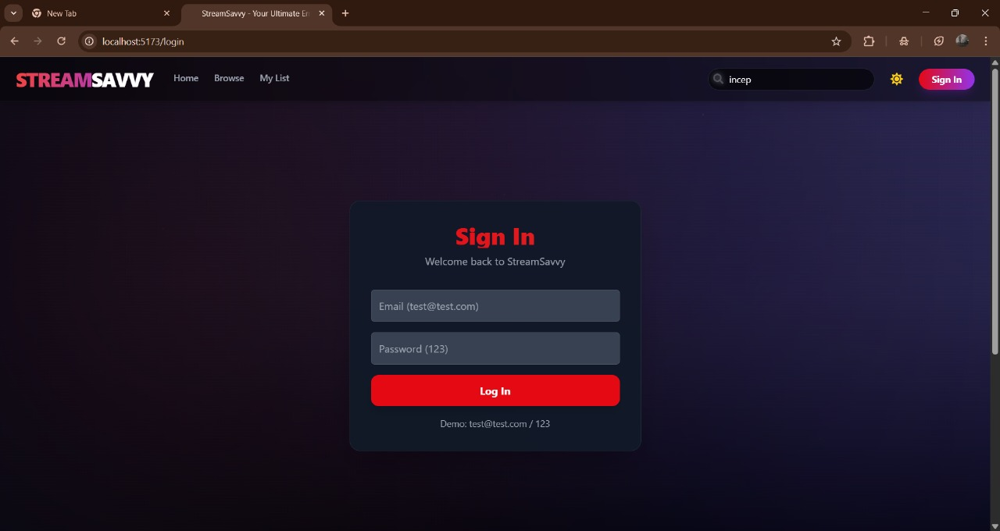 New Tab
StreamSavvy - Your Ultimate En
localhost:5173/login
STREAMSAVVY
Home
Browse
My List
incep
Sign In
Sign In
Welcome back to StreamSavvy
Email (test@test.com)
Password (123)
Log In
Demo: test@test.com / 123